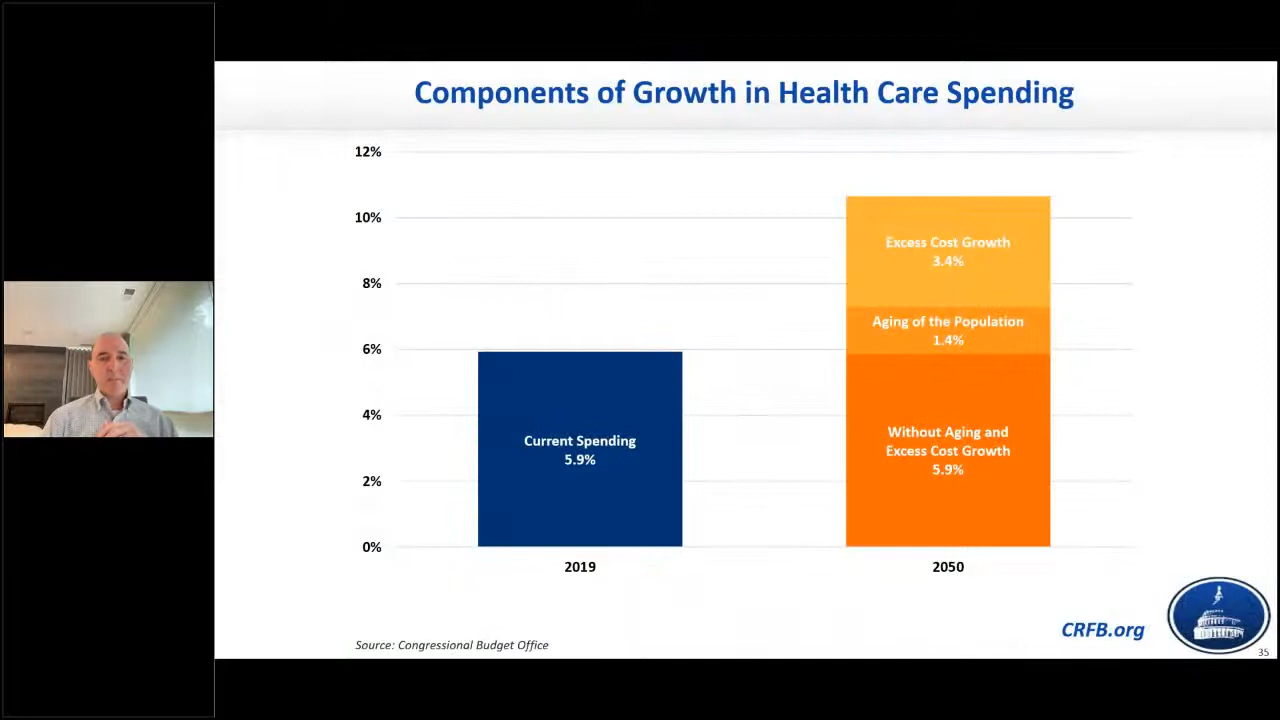 Components of Growth in Health Care Spending
12%
10%
8%
6%
4%
2%
0%
Current Spending
5.9%
Excess Cost Growth
3.4%
Aging of the Population
1.4%
Without Aging and
Excess Cost Growth
5.9%
2019
2050
Source: Congressional Budget Office
CRFB.org
35